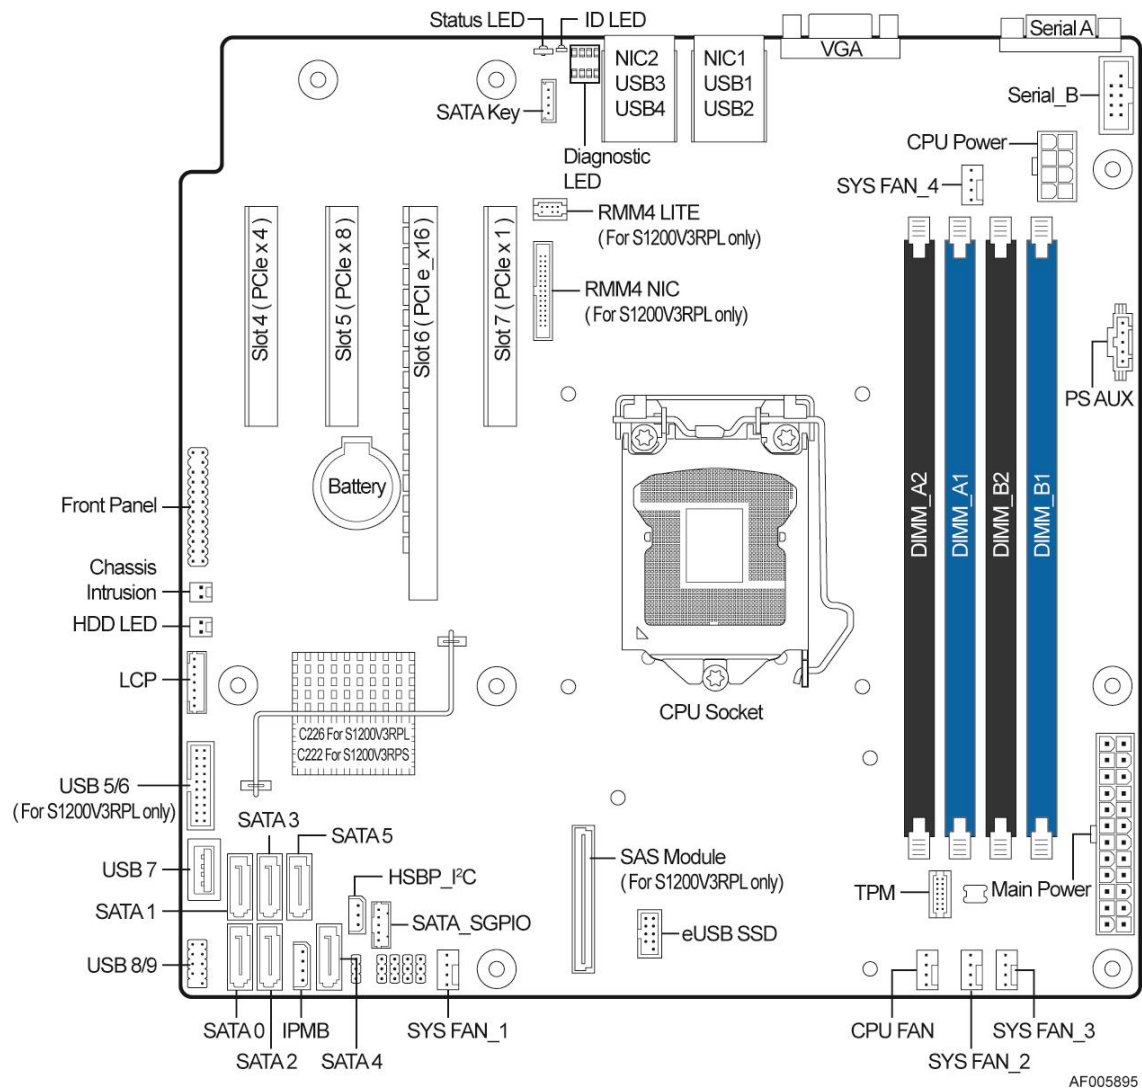 Status LED
ID LED
VGA
Serial A
NIC2
USB3
USB4
NIC1
USB1
USB2
Serial_B
SATA Key
Diagnostic
LED
CPU Power
SYS FAN_4
RMM4 LITE
( For S1200V3RPL only)
RMM4 NIC
( For S1200V3RPL only)
Slot 4 ( PCIe x 4 )
Slot 5 ( PCIe x 8 )
Slot 6 ( PCI e_x16 )
Slot 7 ( PCIe x 1 )
PS AUX
Battery
Front Panel
DIMM_A2
DIMM_A1
DIMM_B2
DIMM_B1
Chassis
Intrusion
HDD LED
LCP
CPU Socket
C226 For S1200V3RPL
C222 For S1200V3RPS
USB 5/6
( For S1200V3RPL only)
SATA 3
SATA 5
USB 7
HSBP_I²C
SAS Module
( For S1200V3RPL only)
TPM
Main Power
SATA 1
SATA_SGPIO
eUSB SSD
USB 8/9
SATA 0
IPMB
SYS FAN_1
CPU FAN
SYS FAN_3
SATA 2
SATA 4
SYS FAN_2
AF005895